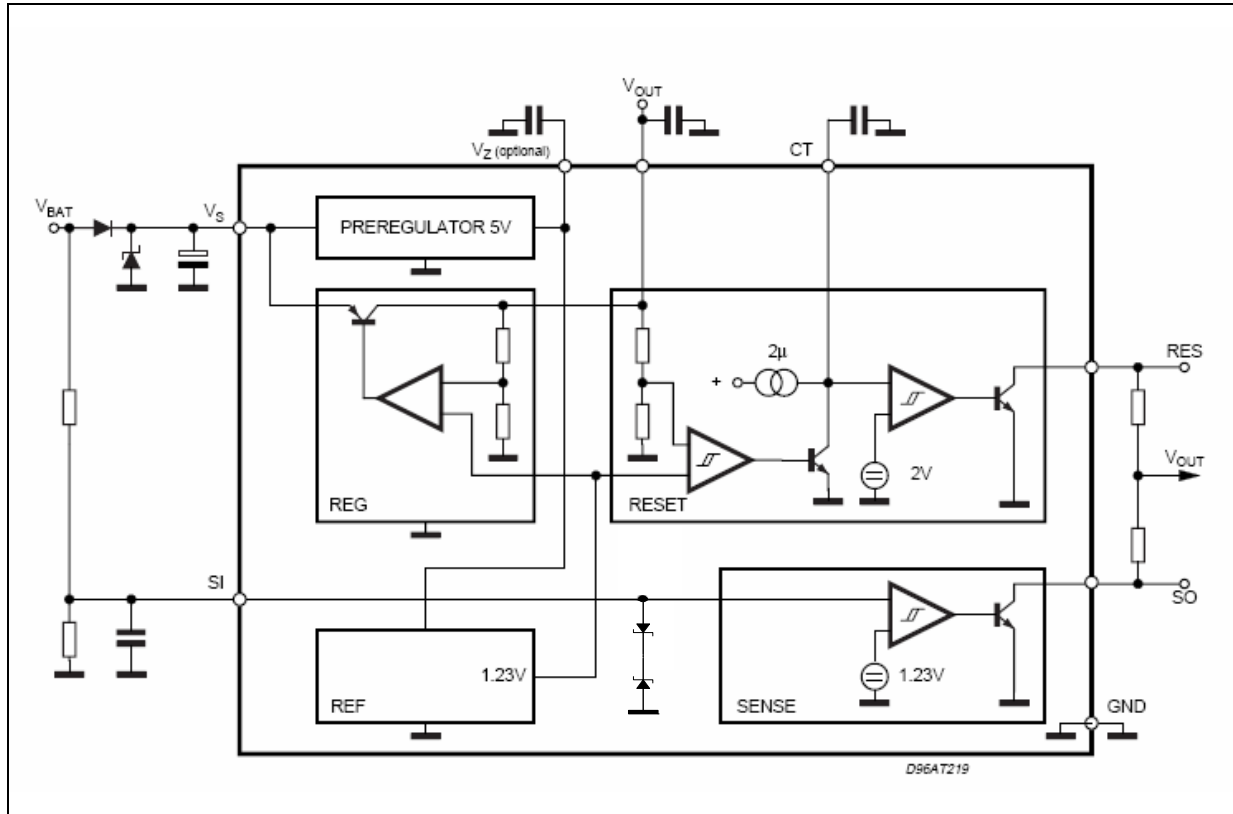 VOUT
VZ (optional)
CT
VBAT
VS
PREREGULATOR 5V
2µ
+
RES
2V
VOUT
REG
RESET
SI
SO
1.23V
1.23V
REF
SENSE
GND
D96AT219